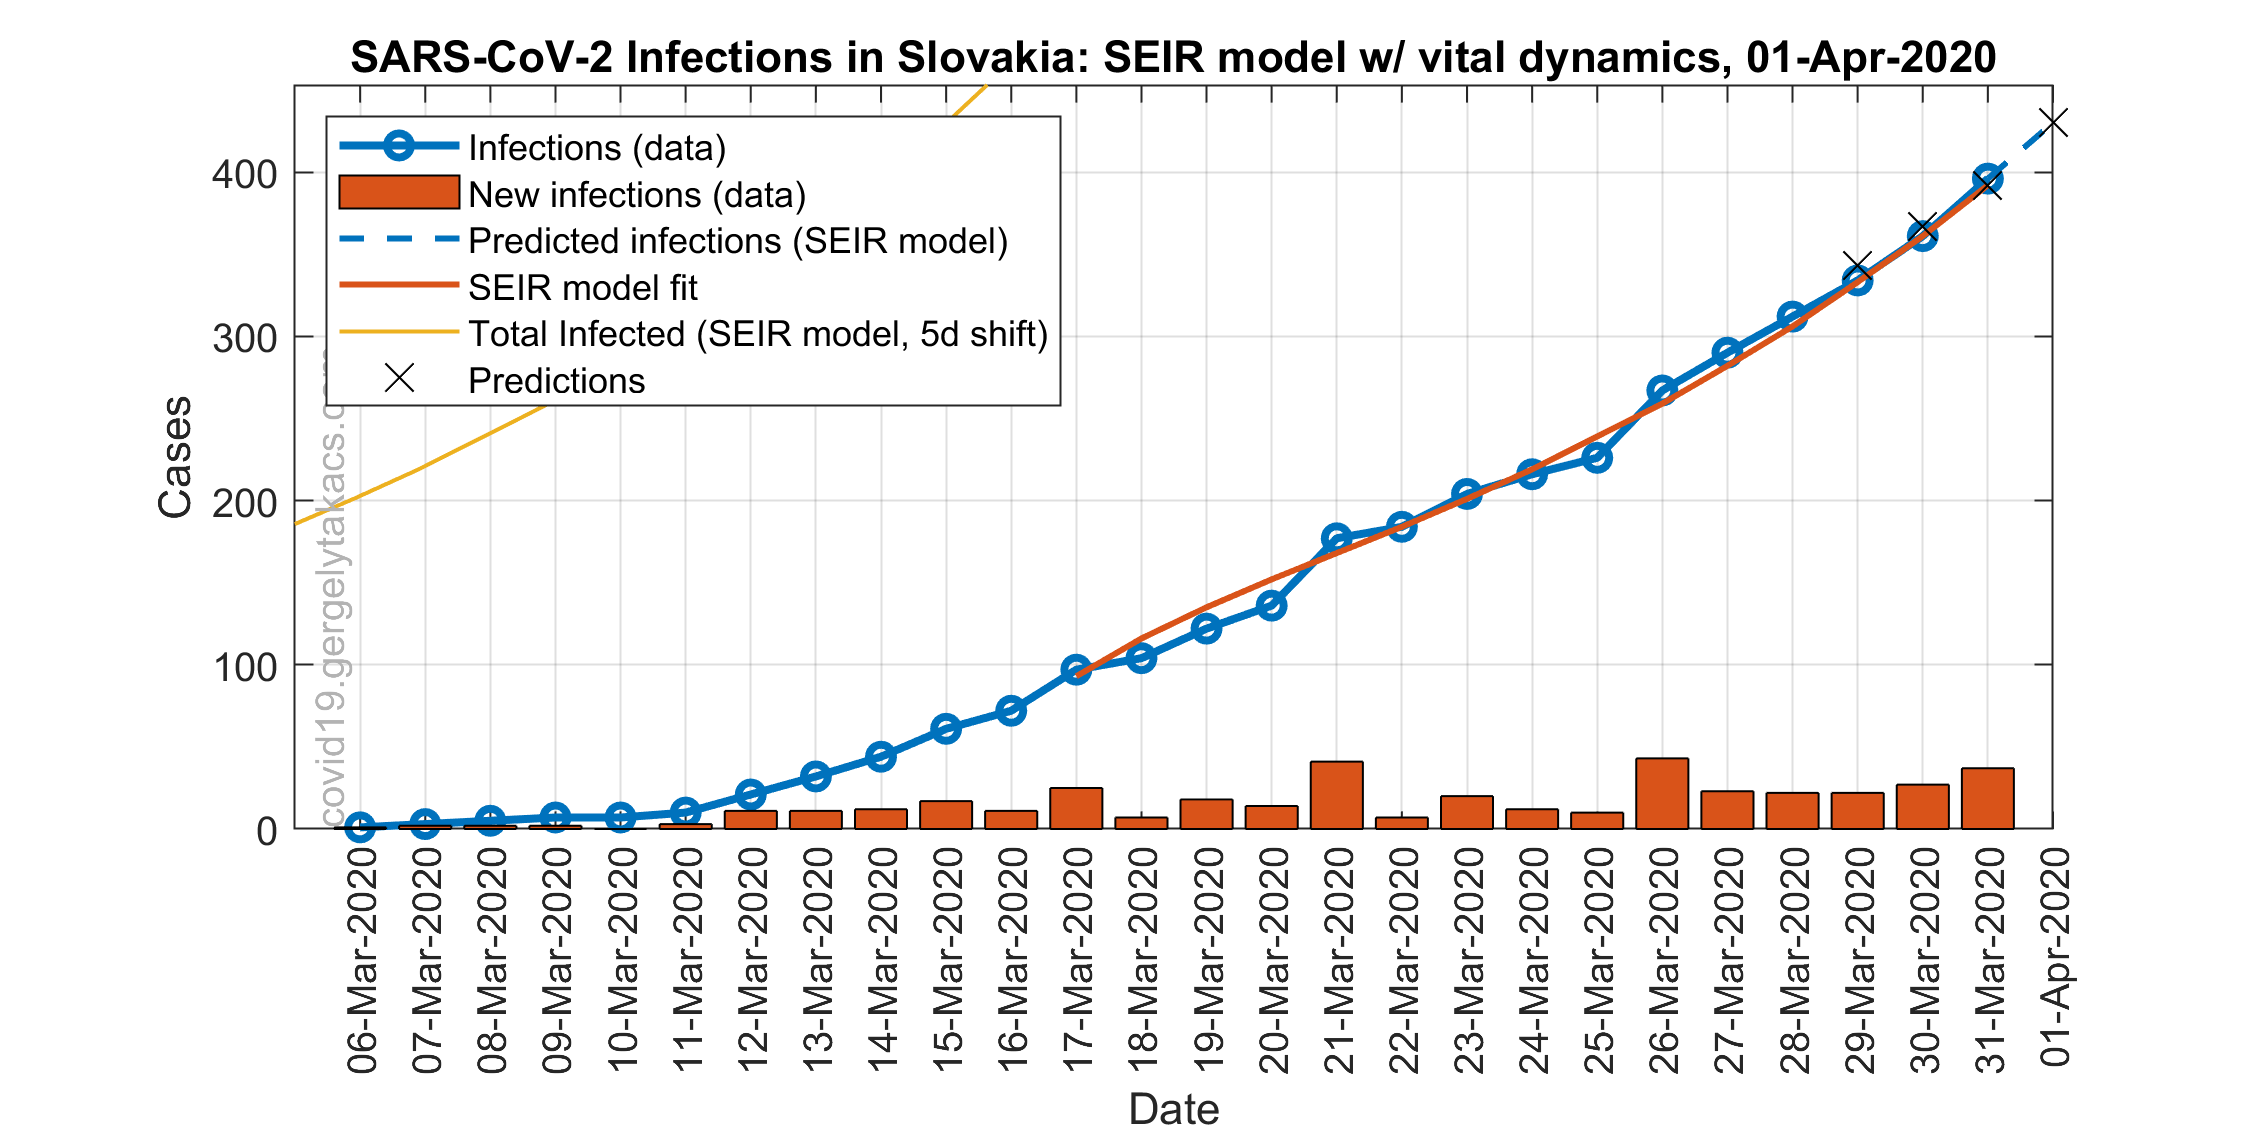 SARS-CoV-2 Infections in Slovakia: SEIR model w/ vital dynamics, 01-Apr-2020
Infections (data)
New infections (data)
Predicted infections (SEIR model)
SEIR model fit
Total Infected (SEIR model, 5d shift)
Predictions
Cases
400
300
200
100
0
covid19.gergelytakacs.
06-Mar-2020
07-Mar-2020
08-Mar-2020
09-Mar-2020
10-Mar-2020
11-Mar-2020
12-Mar-2020
13-Mar-2020
14-Mar-2020
15-Mar-2020
16-Mar-2020
17-Mar-2020
18-Mar-2020
19-Mar-2020
20-Mar-2020
21-Mar-2020
22-Mar-2020
23-Mar-2020
24-Mar-2020
25-Mar-2020
26-Mar-2020
27-Mar-2020
28-Mar-2020
29-Mar-2020
30-Mar-2020
31-Mar-2020
01-Apr-2020
Date